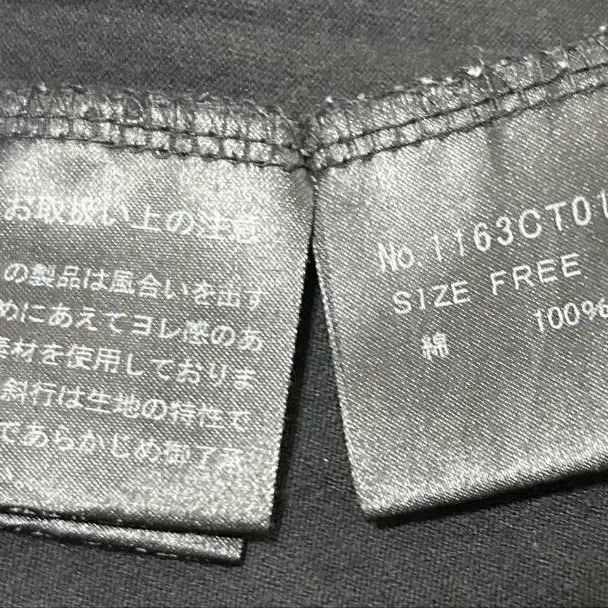 お取扱い上の注意
の製品は風合いを出す
めにあえてヨレ感のあ
素材を使用しておりま
斜行は生地の特性で
であらかじめ御了承
No.1163CT01
SIZE FREE
綿 100%